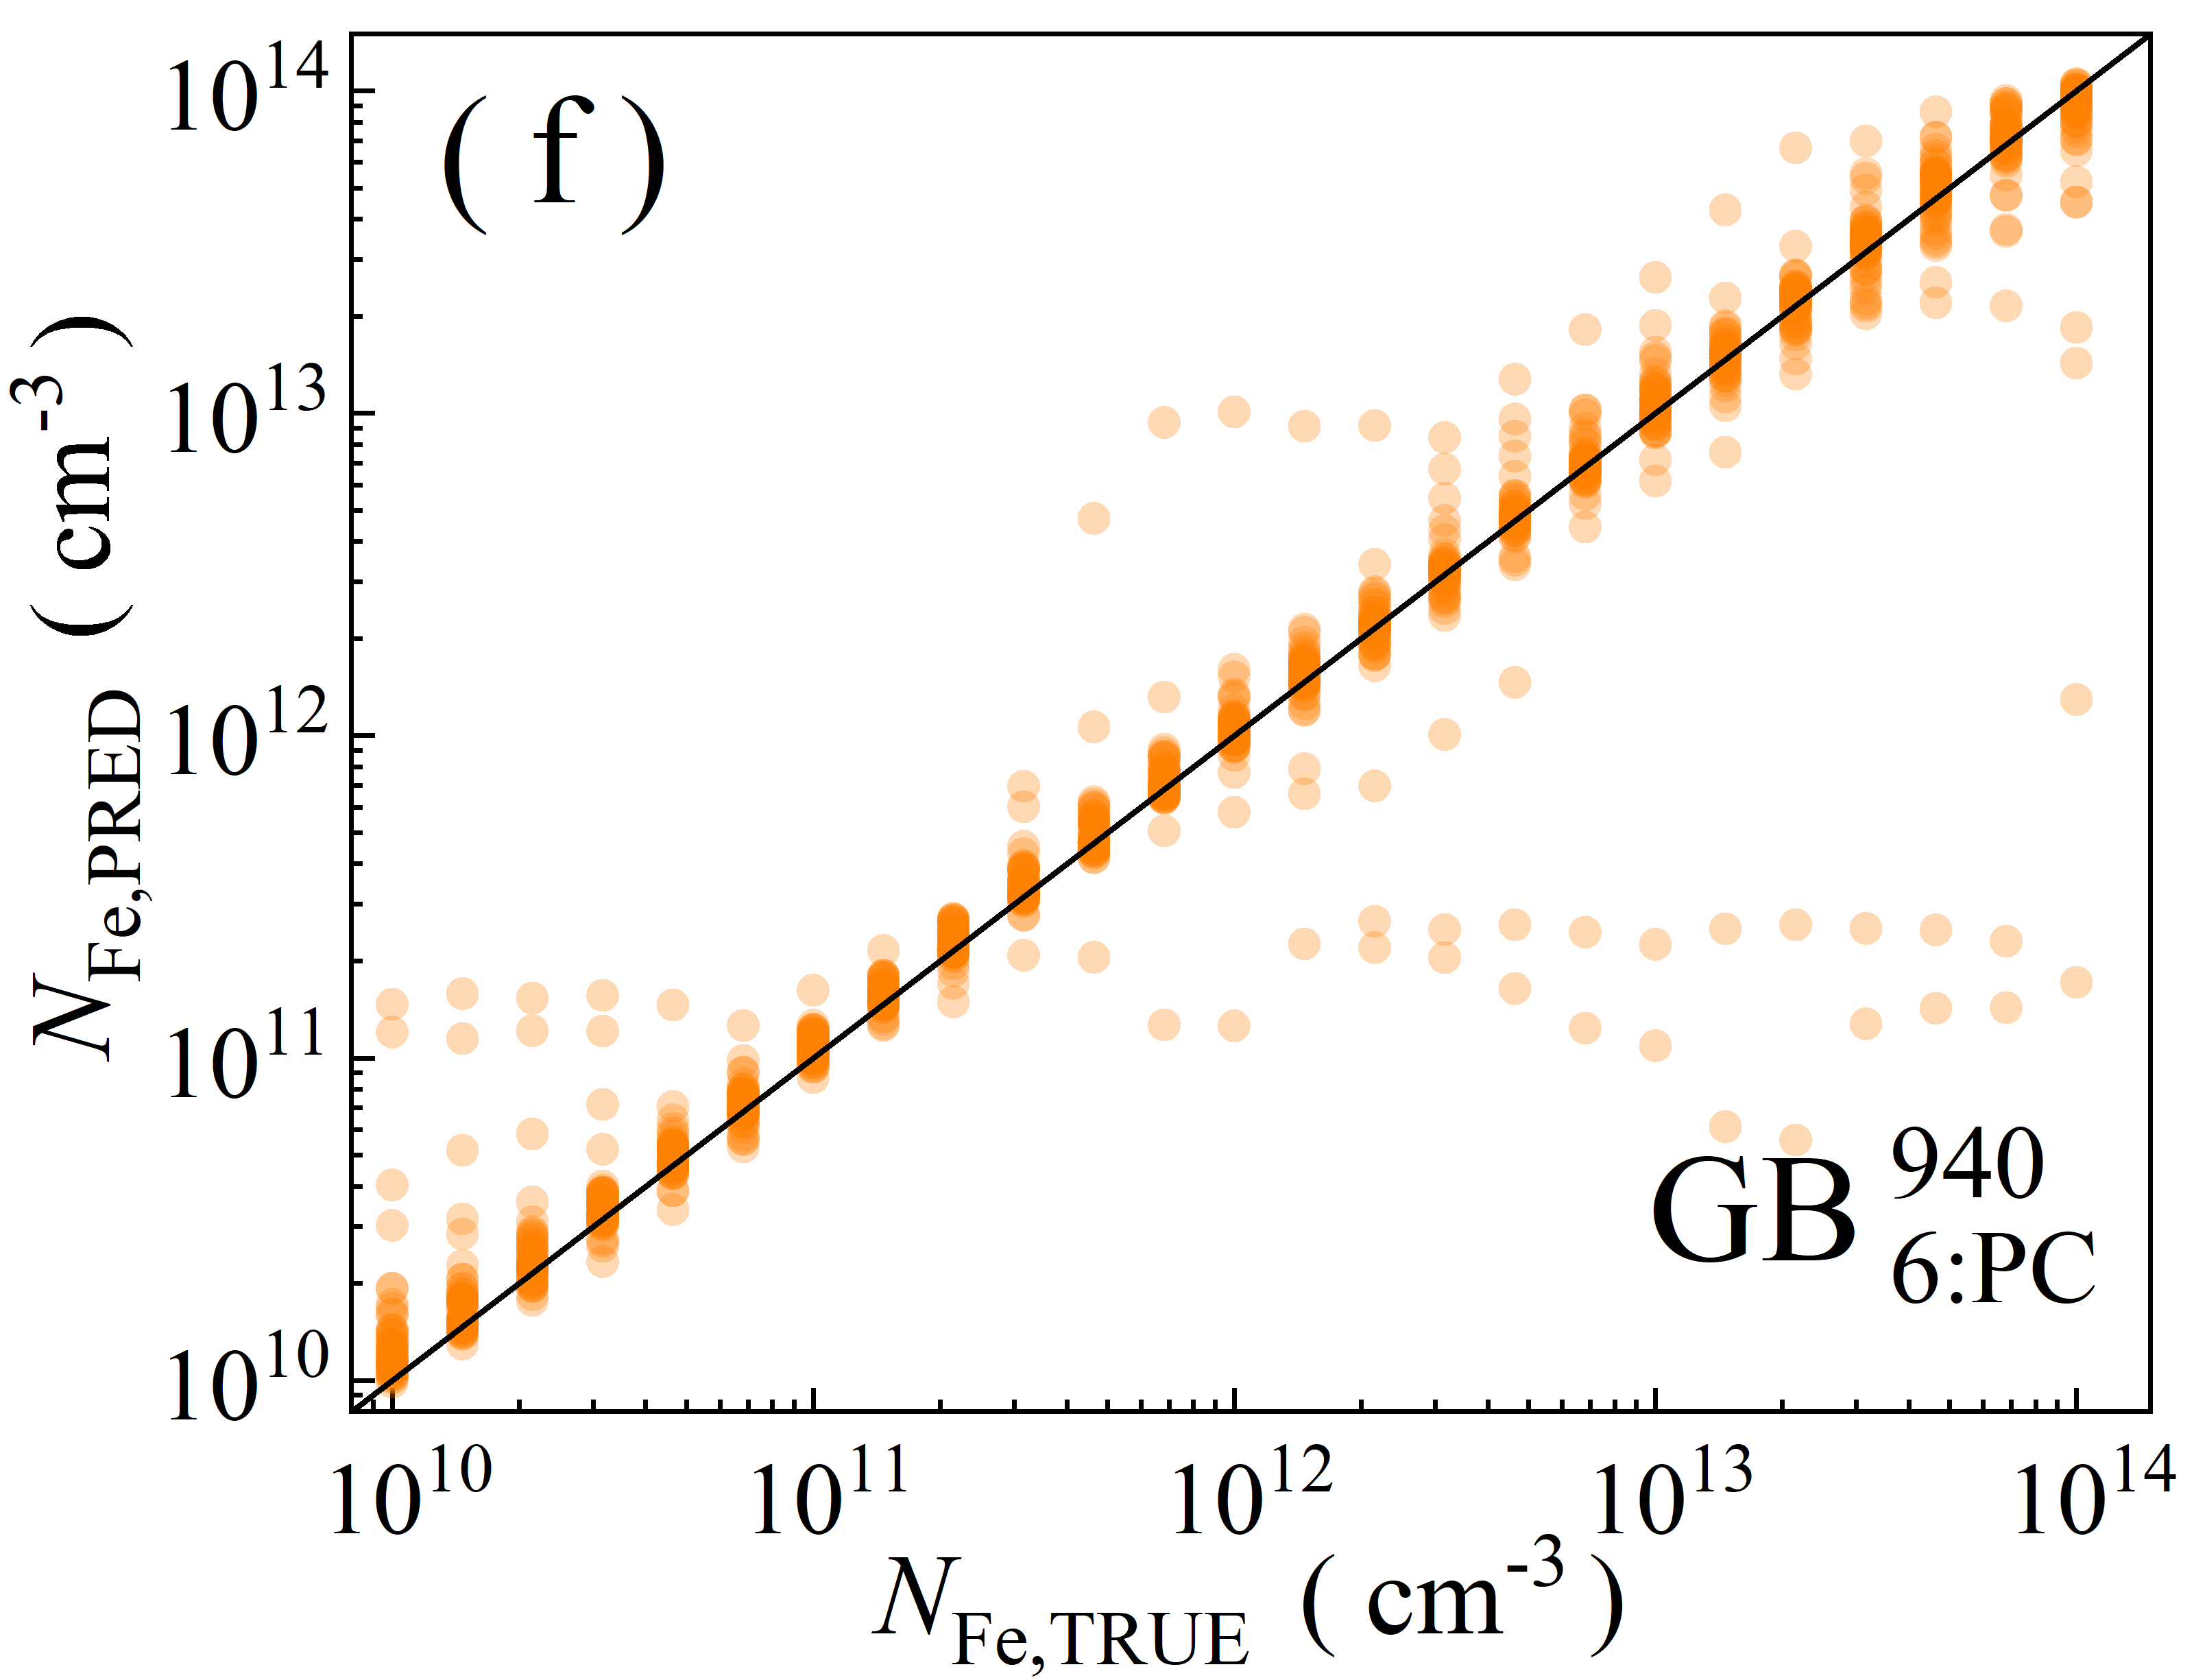 10^14
( f )
10^13
10^12
10^11
10^10
N_Fe,PRED ( cm^-3 )
GB 940
6:PC
10^10 10^11 10^12 10^13 10^14
N_Fe,TRUE ( cm^-3 )